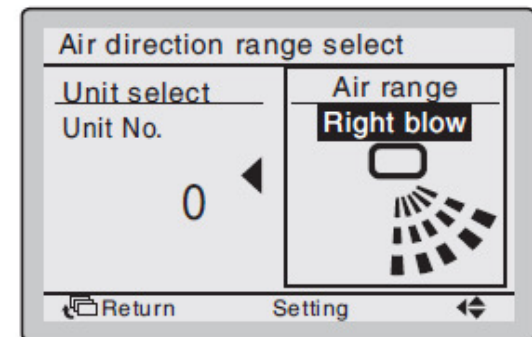 Air direction range select
Unit select
Unit No.
0
Air range
Right blow
Return Setting